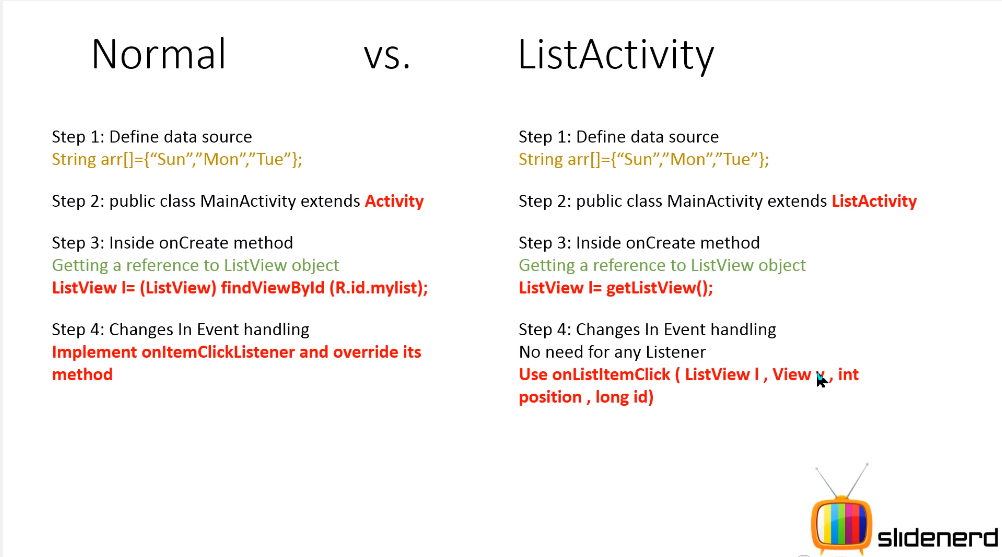 Normal vs. ListActivity
Step 1: Define data source
String arr[]={“Sun”,”Mon”,”Tue”};
Step 2: public class MainActivity extends Activity
Step 3: Inside onCreate method
Getting a reference to ListView object
ListView l= (ListView) findViewById (R.id.mylist);
Step 4: Changes In Event handling
Implement onItemClickListener and override its
method
Step 1: Define data source
String arr[]={“Sun”,”Mon”,”Tue”};
Step 2: public class MainActivity extends ListActivity
Step 3: Inside onCreate method
Getting a reference to ListView object
ListView l= getListView();
Step 4: Changes In Event handling
No need for any Listener
Use onListItemClick ( ListView l , View v , int
position , long id)
slidenerd